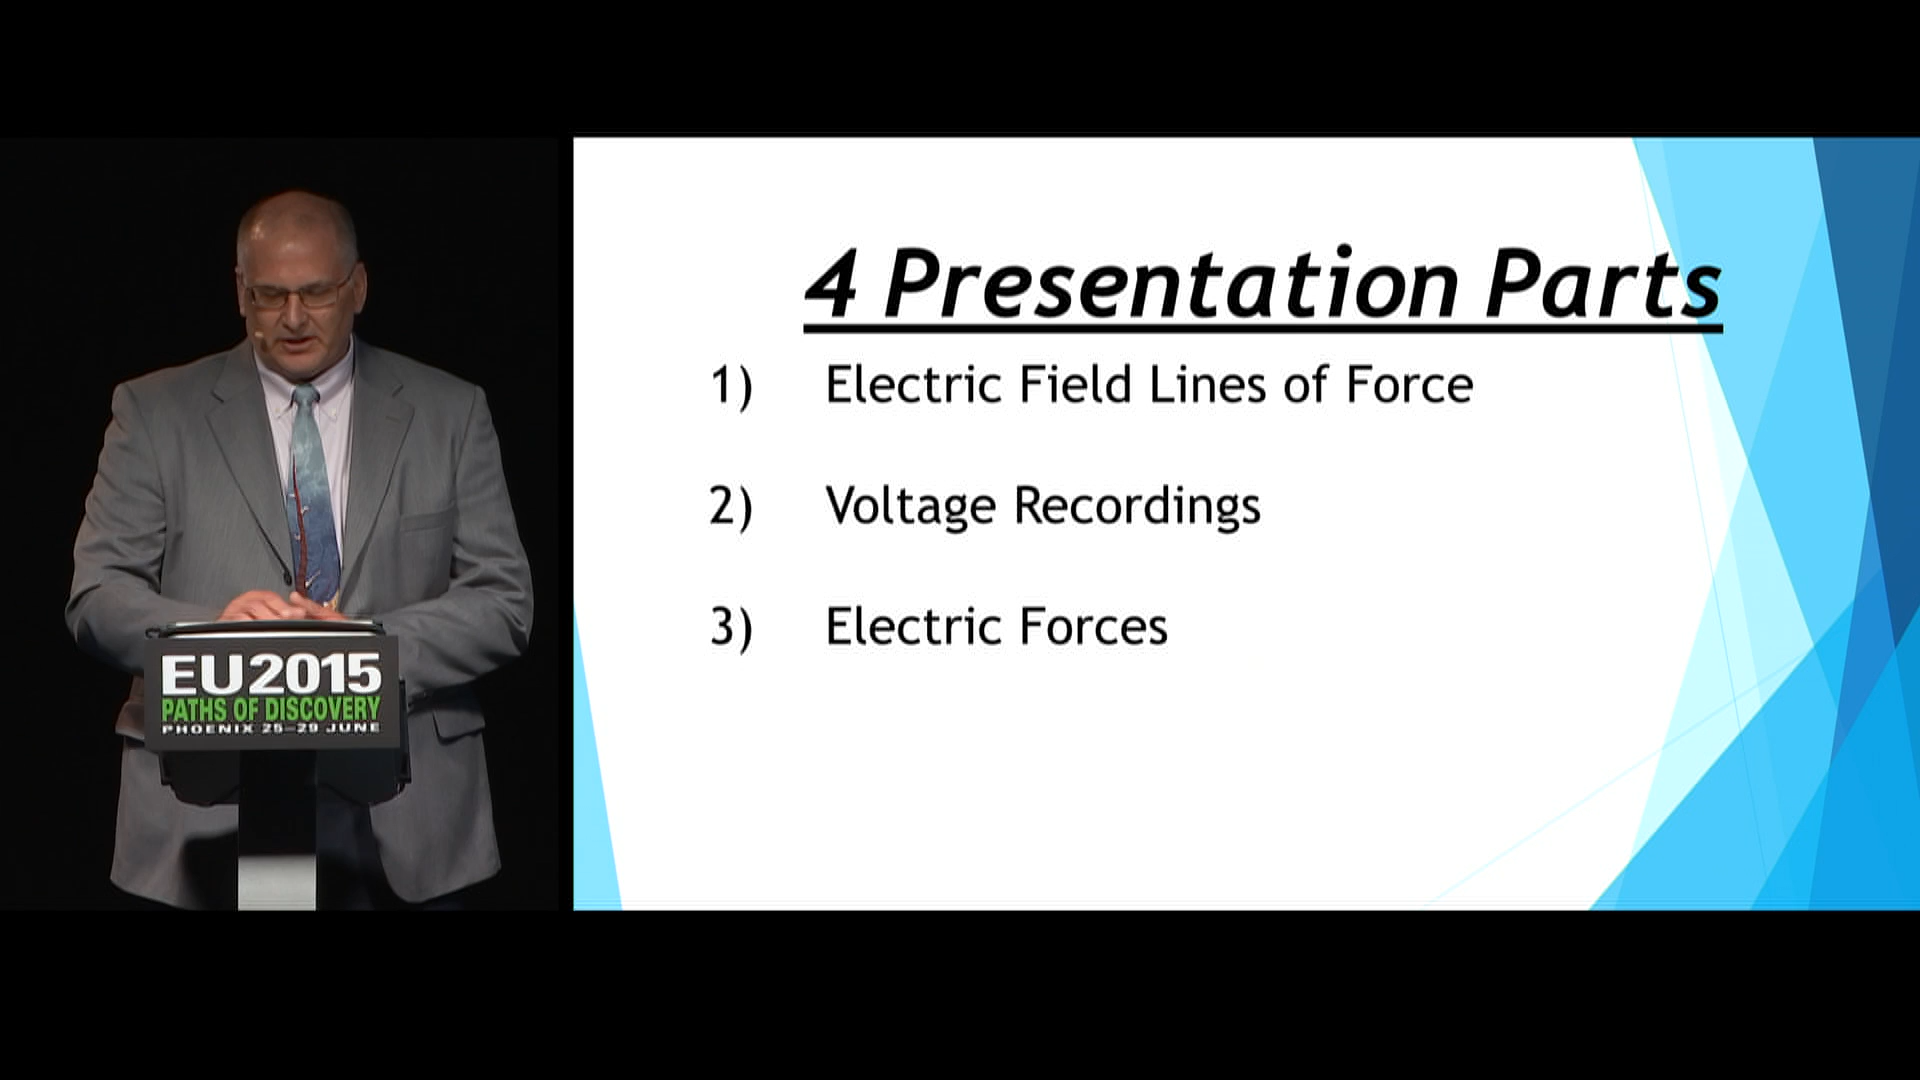 4 Presentation Parts
1) Electric Field Lines of Force
2) Voltage Recordings
3) Electric Forces
EU2015
PATHS OF DISCOVERY
PHOENIX 25-29 JUNE